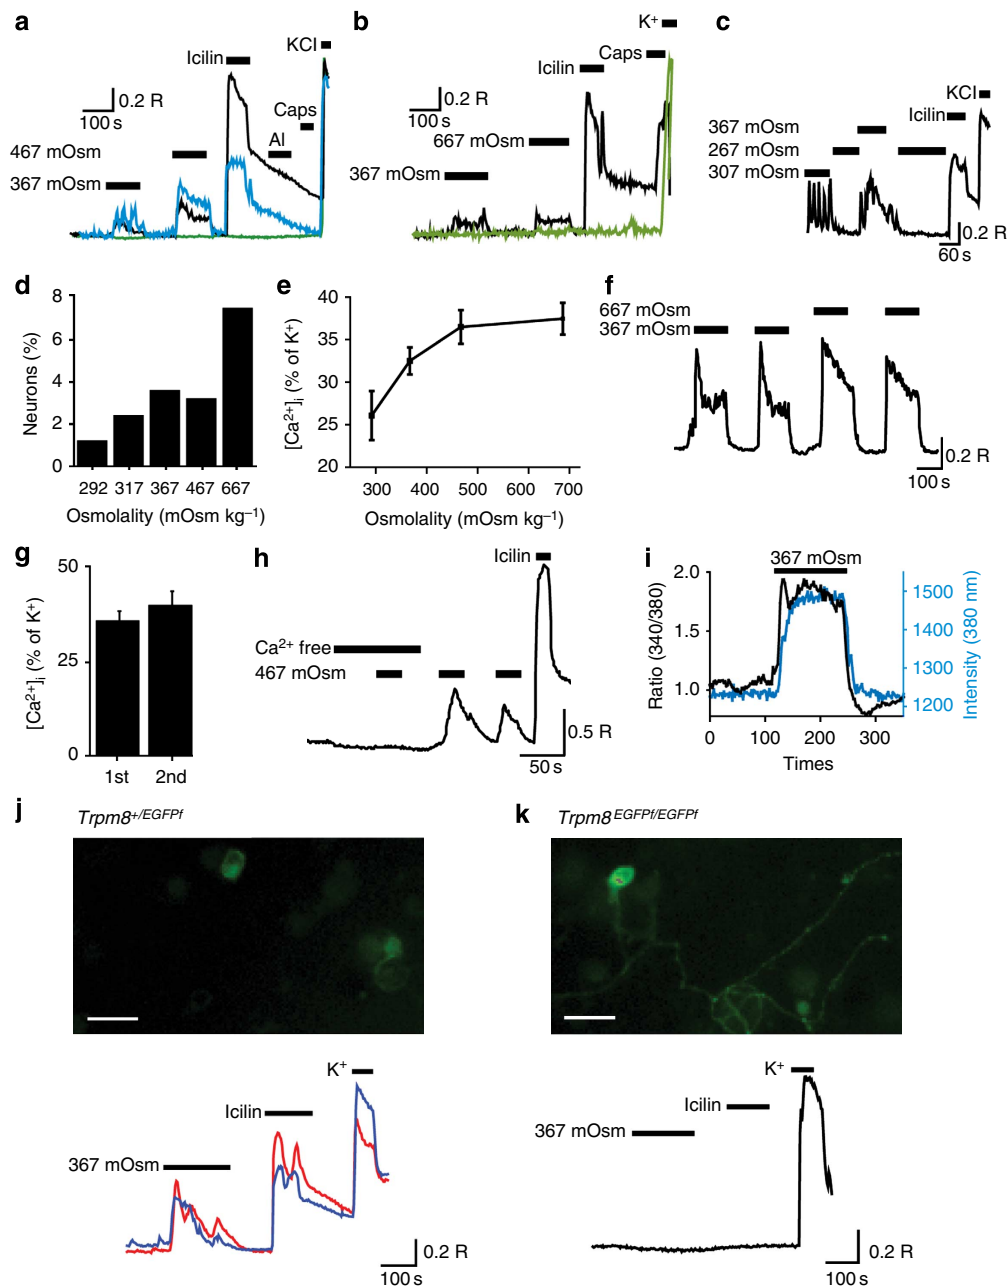 a
Icilin
KCl
0.2 R
100 s
Caps
Al
467 mOsm
367 mOsm
b
K+
Caps
Icilin
0.2 R
100 s
667 mOsm
367 mOsm
c
KCl
Icilin
367 mOsm
267 mOsm
307 mOsm
0.2 R
60 s
d
Neurons (%)
8
6
4
2
0
292 317 367 467 667
Osmolality (mOsm kg–1)
e
[Ca2+]i (% of K+)
40
35
30
25
20
300 400 500 600 700
Osmolality (mOsm kg–1)
f
667 mOsm
367 mOsm
0.2 R
100 s
g
[Ca2+]i (% of K+)
50
25
0
1st 2nd
h
Icilin
Ca2+ free
467 mOsm
0.5 R
50 s
i
367 mOsm
Ratio (340/380)
2.0
1.5
1.0
1500
1400
1300
1200
Intensity (380 nm)
0 100 200 300
Times
j
Trpm8+/EGFPf
K+
Icilin
367 mOsm
0.2 R
100 s
k
Trpm8EGFPf/EGFPf
K+
Icilin
367 mOsm
0.2 R
100 s